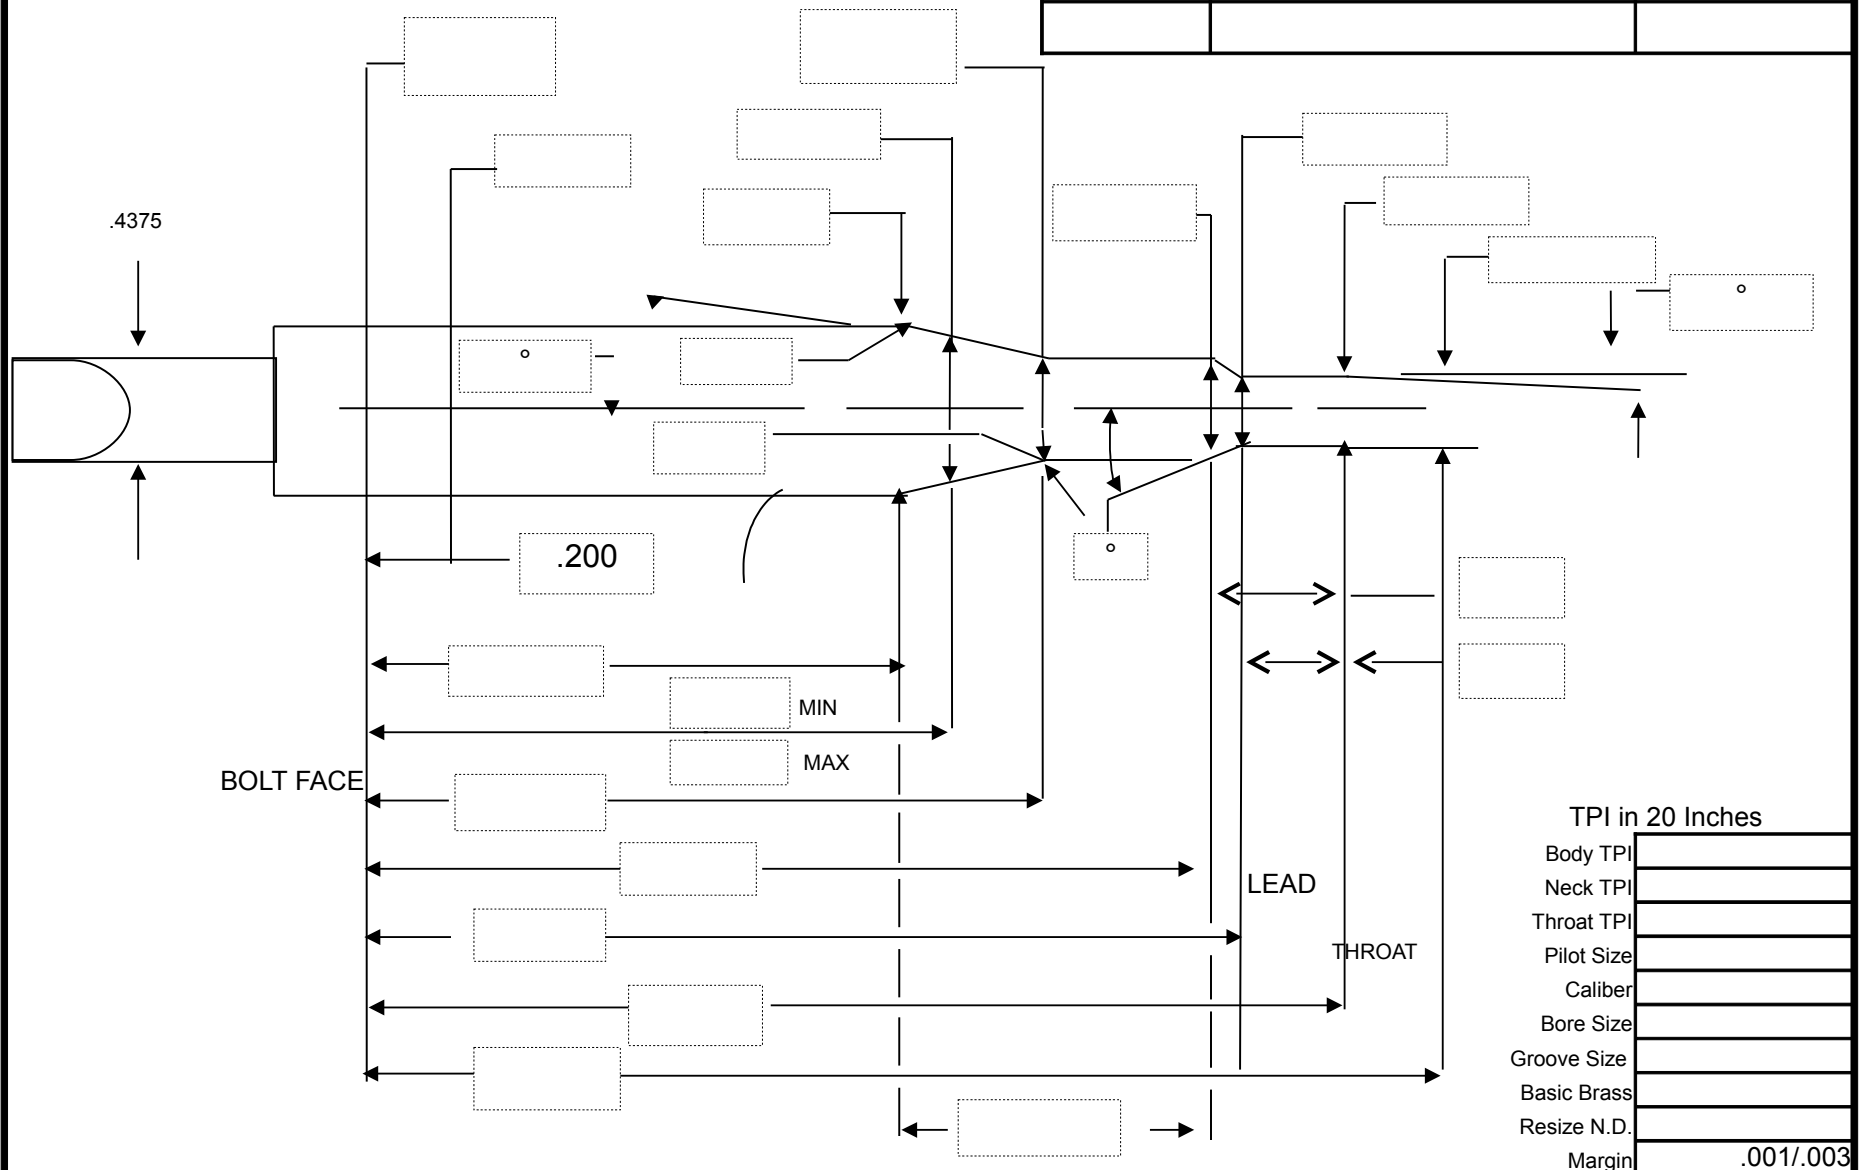 .4375
°
°
.200
°
MIN
MAX
BOLT FACE
TPI in 20 Inches
Body TPI
LEAD
Neck TPI
Throat TPI
THROAT
Pilot Size
Caliber
Bore Size
Groove Size
Basic Brass
Resize N.D.
Margin .001/.003